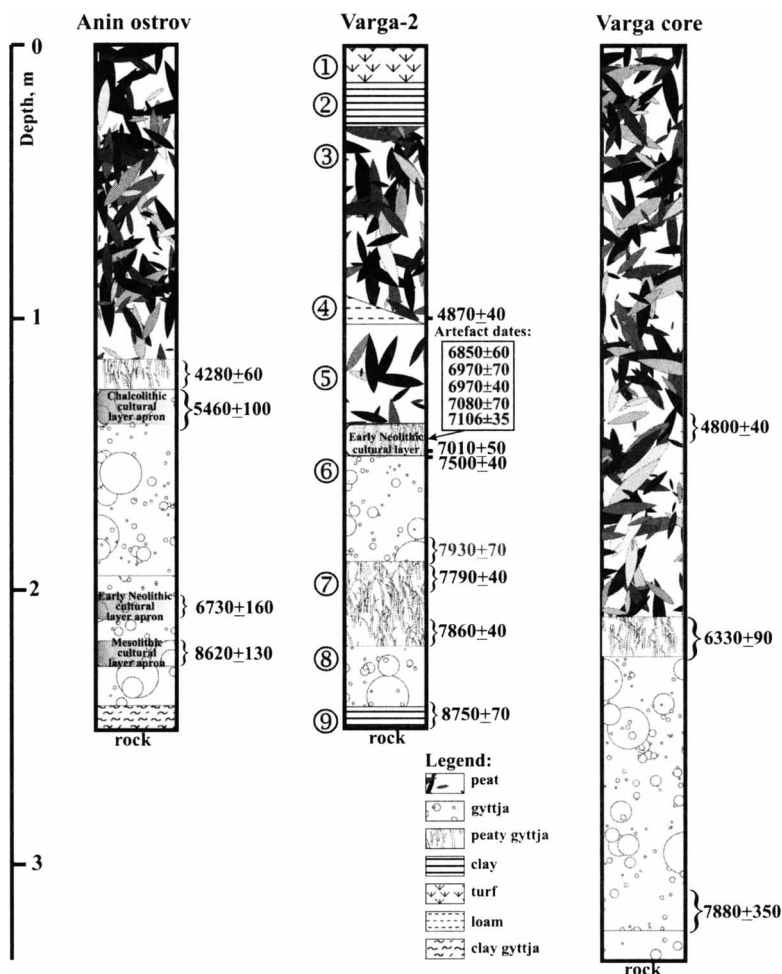 Anin ostrov
Varga-2
Varga core
0
Depth, m
1
2
3
4280±60
Chalcolithic
cultural
layer apron
5460±100
Early Neolithic
cultural
layer apron
6730±160
Mesolithic
cultural
layer apron
8620±130
rock
①
②
③
④
⑤
⑥
⑦
⑧
⑨
4870±40
Artefact dates:
6850±60
6970±70
6970±40
7080±70
7106±35
Early Neolithic
cultural layer
7010±50
7500±40
7930±70
7790±40
7860±40
8750±70
rock
4800±40
6330±90
7880±350
rock
Legend:
peat
gyttja
peaty gyttja
clay
turf
loam
clay gyttja